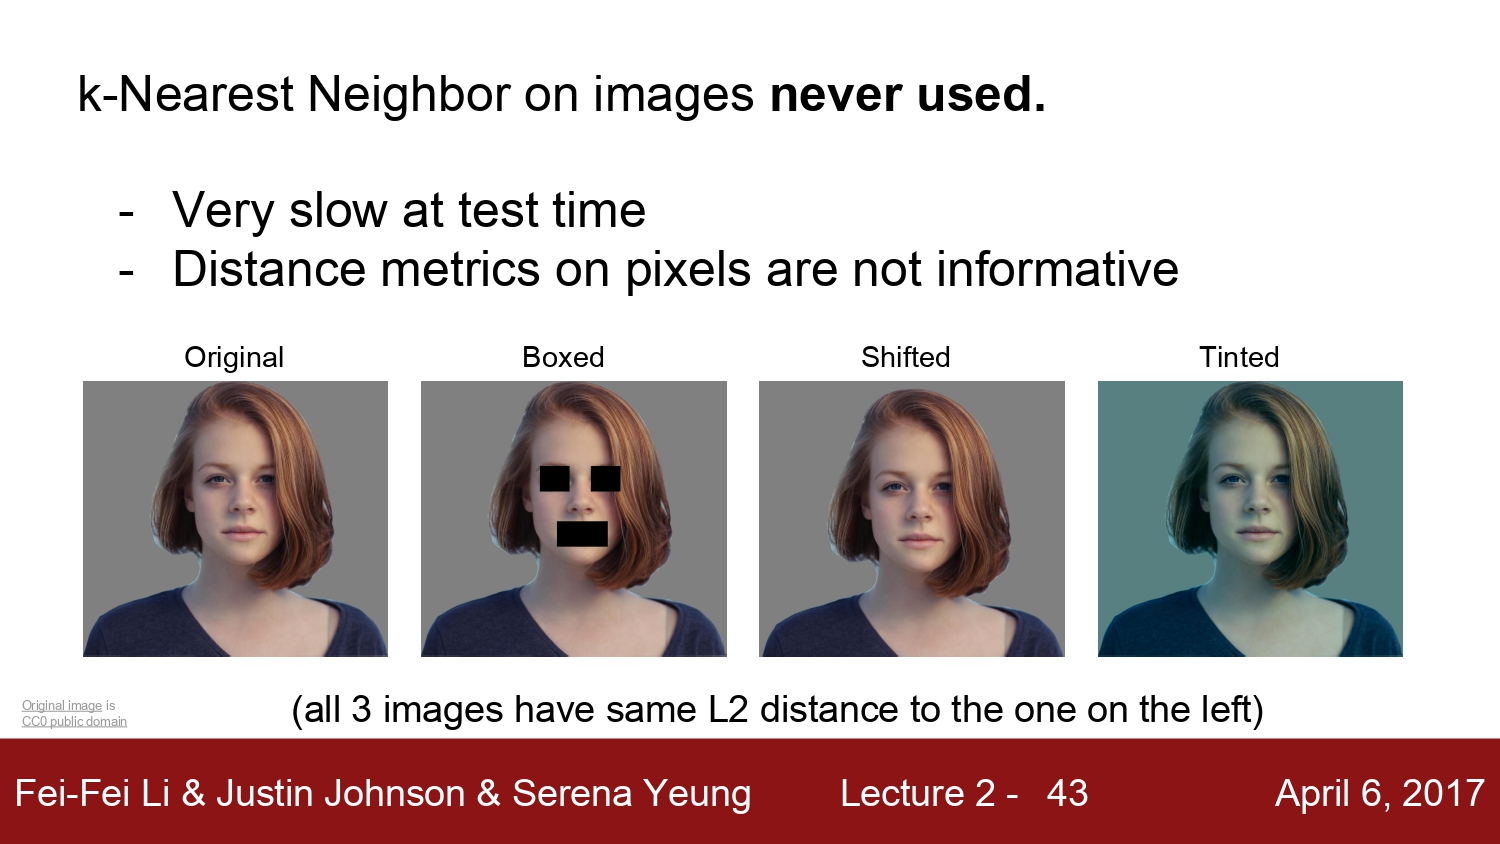 k-Nearest Neighbor on images never used.
- Very slow at test time
- Distance metrics on pixels are not informative
Original Boxed Shifted Tinted
(all 3 images have same L2 distance to the one on the left)
Original image is
CC0 public domain
Fei-Fei Li & Justin Johnson & Serena Yeung Lecture 2 - 43 April 6, 2017